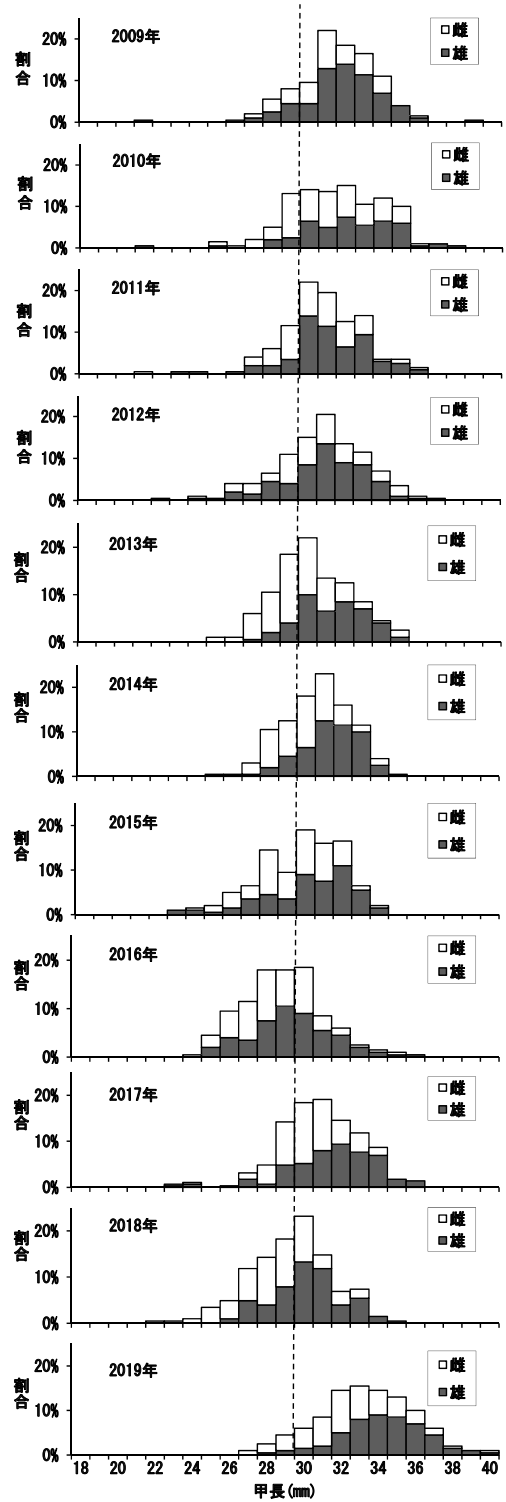 2009年
割合
20%
10%
0%
雌
雄
2010年
割合
20%
10%
0%
雌
雄
2011年
割合
20%
10%
0%
雌
雄
2012年
割合
20%
10%
0%
雌
雄
2013年
割合
20%
10%
0%
雌
雄
2014年
割合
20%
10%
0%
雌
雄
2015年
割合
20%
10%
0%
雌
雄
2016年
割合
20%
10%
0%
雌
雄
2017年
割合
20%
10%
0%
雌
雄
2018年
割合
20%
10%
0%
雌
雄
2019年
割合
20%
10%
0%
雌
雄
18 20 22 24 26 28 30 32 34 36 38 40
甲長(mm)